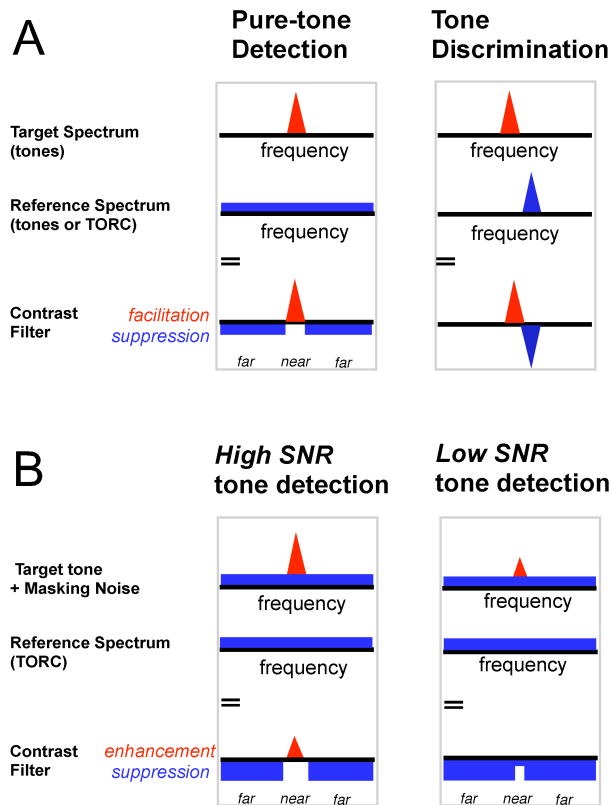 A
Pure-tone
Detection
Tone
Discrimination
Target Spectrum
(tones)
frequency
frequency
Reference Spectrum
(tones or TORC)
frequency
frequency
=
=
Contrast
Filter
facilitation
suppression
far near far
B
High SNR
tone detection
Low SNR
tone detection
Target tone
+ Masking Noise
frequency
frequency
Reference Spectrum
(TORC)
frequency
frequency
=
=
Contrast
Filter
enhancement
suppression
far near far
far near far